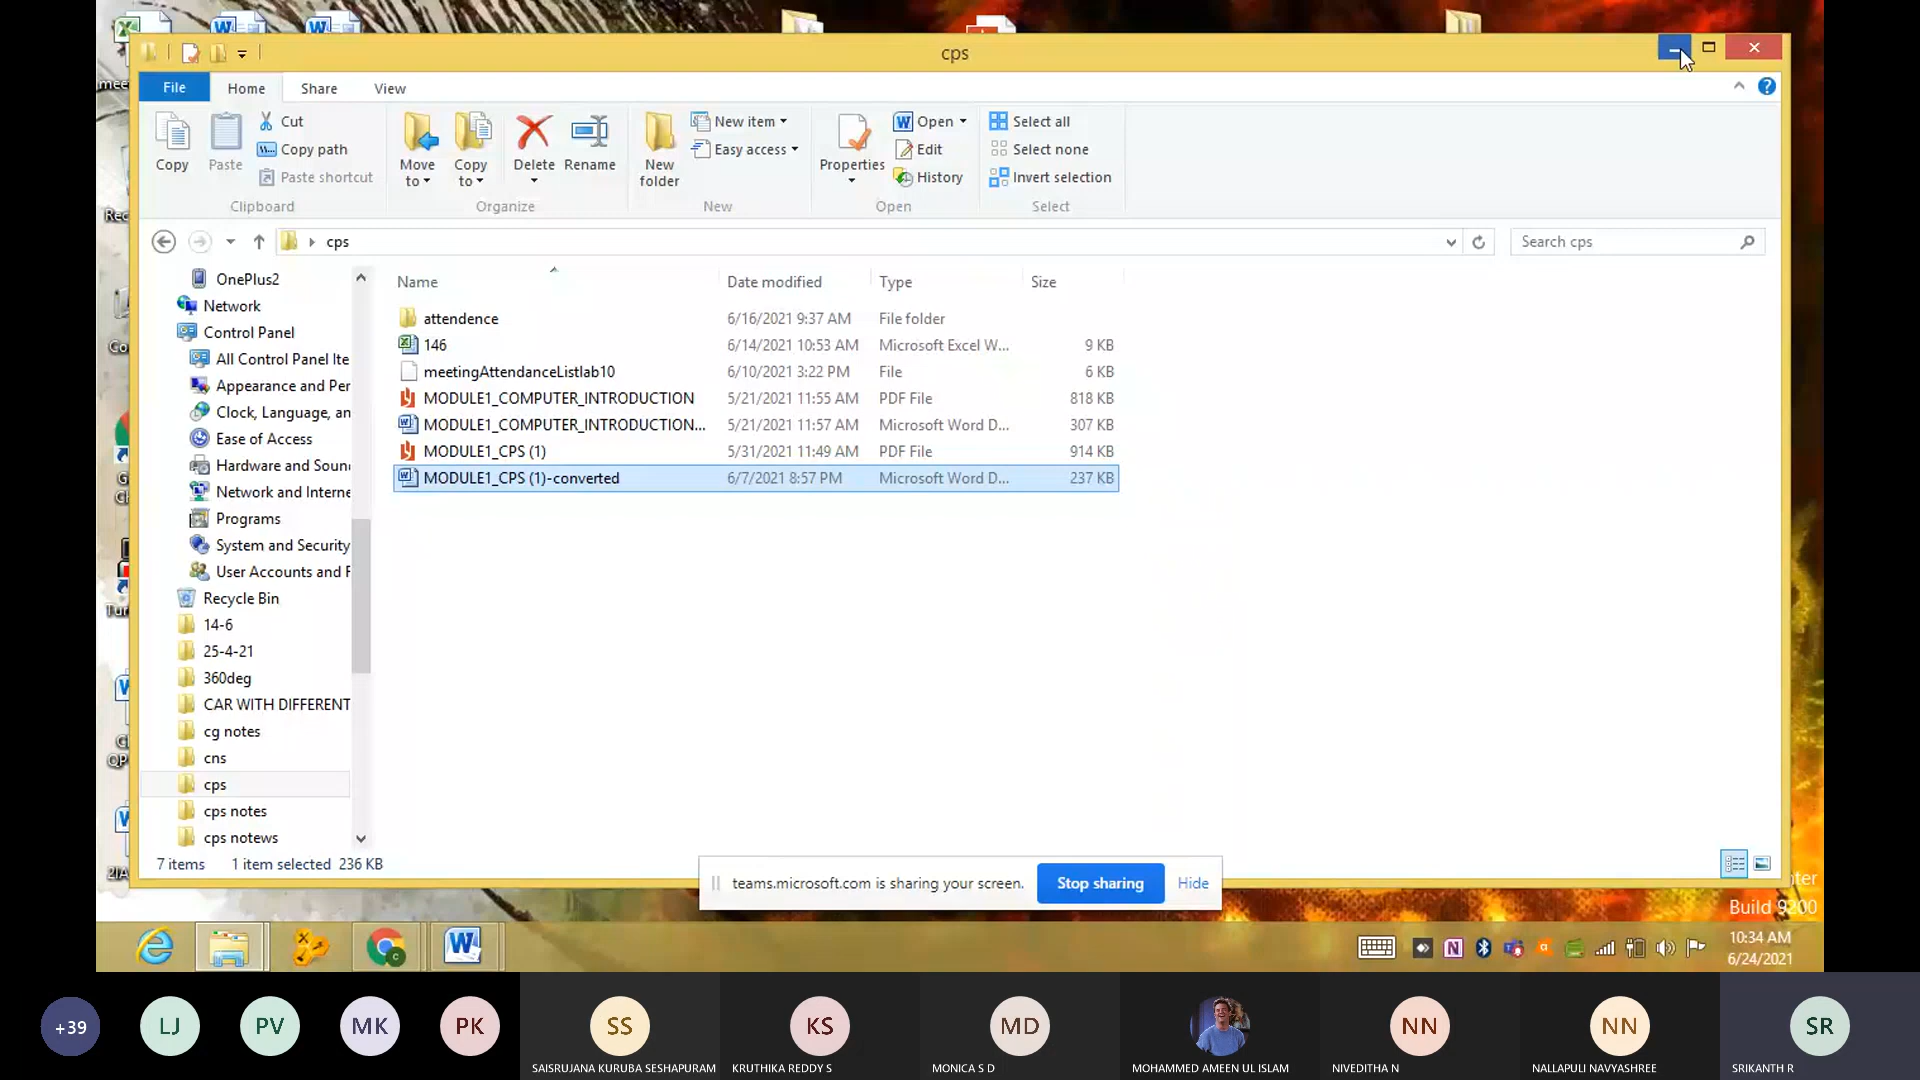 cps
File Home Share View
Copy
Paste
Cut
Copy path
Paste shortcut
Clipboard
Move to
Copy to
Delete
Rename
Organize
New folder
New item
Easy access
New
Properties
Open
Edit
History
Open
Select all
Select none
Invert selection
Select
cps
Search cps
OnePlus2
Network
Control Panel
All Control Panel Ite
Appearance and Per
Clock, Language, an
Ease of Access
Hardware and Soun
Network and Interne
Programs
System and Security
User Accounts and F
Recycle Bin
14-6
25-4-21
360deg
CAR WITH DIFFERENT
cg notes
cns
cps
cps notes
cps notews
Name Date modified Type Size
attendence 6/16/2021 9:37 AM File folder
146 6/14/2021 10:53 AM Microsoft Excel W... 9 KB
meetingAttendanceListlab10 6/10/2021 3:22 PM File 6 KB
MODULE1_COMPUTER_INTRODUCTION 5/21/2021 11:55 AM PDF File 818 KB
MODULE1_COMPUTER_INTRODUCTION... 5/21/2021 11:57 AM Microsoft Word D... 307 KB
MODULE1_CPS (1) 5/31/2021 11:49 AM PDF File 914 KB
MODULE1_CPS (1)-converted 6/7/2021 8:57 PM Microsoft Word D... 237 KB
7 items 1 item selected 236 KB
teams.microsoft.com is sharing your screen. Stop sharing Hide
Build 9200
10:34 AM
6/24/2021
+39 LJ PV MK PK SS KS MD NN NN SR
SAISRUJANA KURUBA SESHAPURAM KRUTHIKA REDDY S MONICA S D MOHAMMED AMEEN UL ISLAM NIVEDITHA N NALLAPULI NAVYASHREE SRIKANTH R